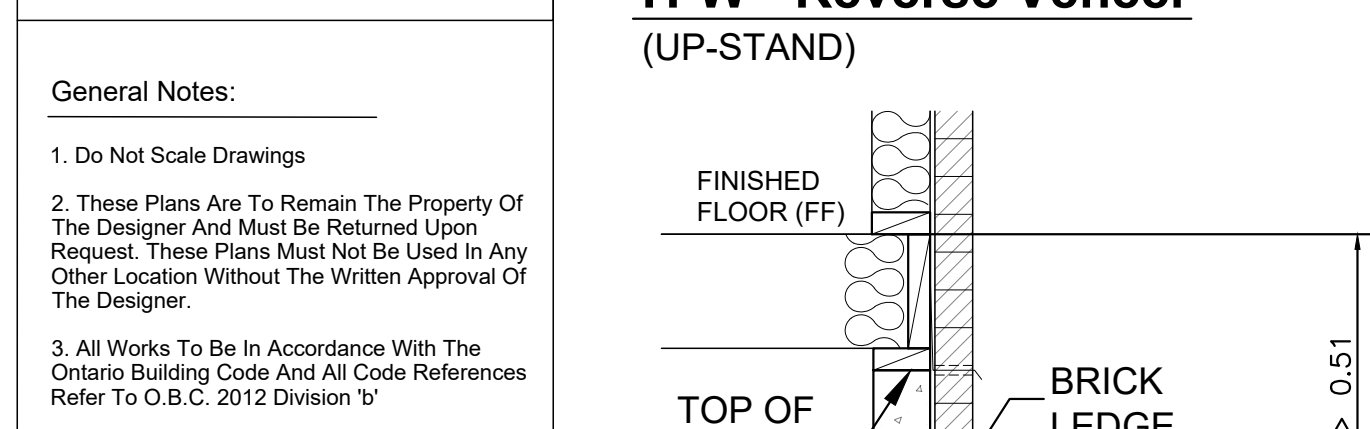 General Notes:
1. Do Not Scale Drawings
2. These Plans Are To Remain The Property Of
The Designer And Must Be Returned Upon
Request. These Plans Must Not Be Used In Any
Other Location Without The Written Approval Of
The Designer.
3. All Works To Be In Accordance With The
Ontario Building Code And All Code References
Refer To O.B.C. 2012 Division 'b'
Reverse Veneer
(UP-STAND)
FINISHED
FLOOR (FF)
TOP OF
BRICK
LEDGE
> 0.51